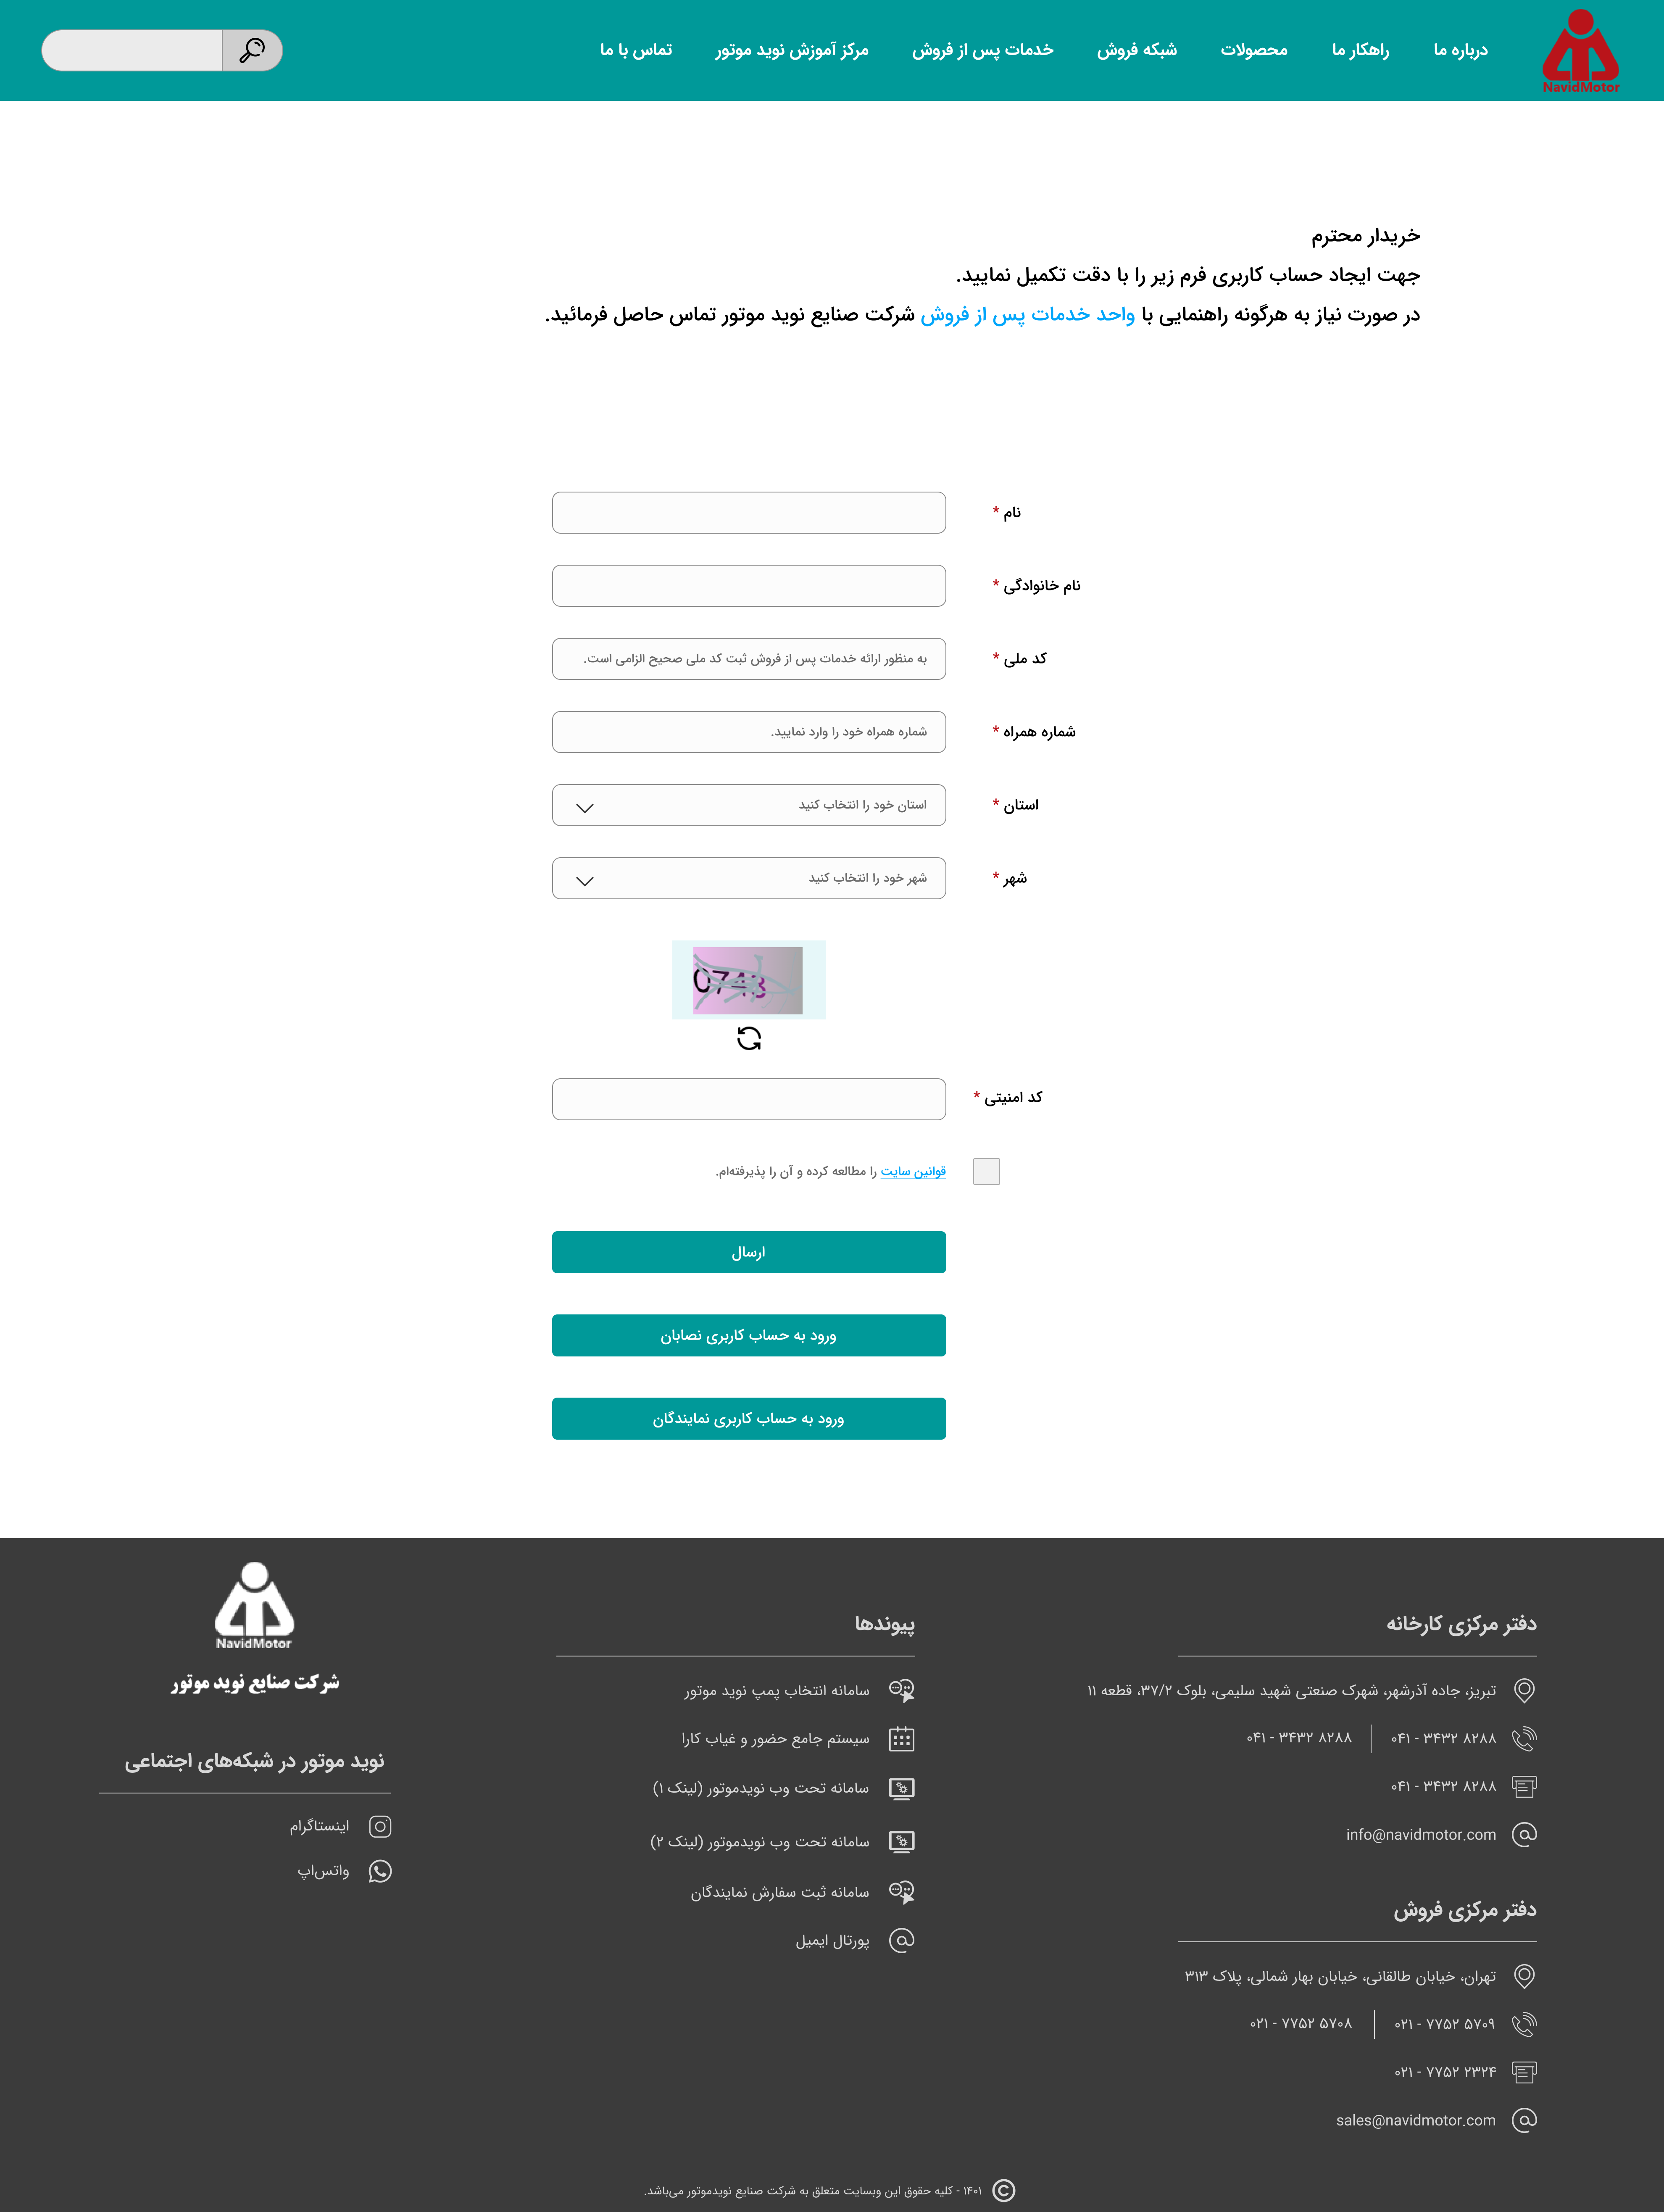 NavidMotor
درباره ما
راهکار ما
محصولات
شبکه فروش
خدمات پس از فروش
مرکز آموزش نوید موتور
تماس با ما
خریدار محترم
جهت ایجاد حساب کاربری فرم زیر را با دقت تکمیل نمایید.
در صورت نیاز به هرگونه راهنمایی با واحد خدمات پس از فروش شرکت صنایع نوید موتور تماس حاصل فرمائید.
نام *
نام خانوادگی *
کد ملی *
به منظور ارائه خدمات پس از فروش ثبت کد ملی صحیح الزامی است.
شماره همراه *
شماره همراه خود را وارد نمایید.
استان *
استان خود را انتخاب کنید
شهر *
شهر خود را انتخاب کنید
کد امنیتی *
قوانین سایت را مطالعه کرده و آن را پذیرفته‌ام.
ارسال
ورود به حساب کاربری نصابان
ورود به حساب کاربری نمایندگان
دفتر مرکزی کارخانه
تبریز، جاده آذرشهر، شهرک صنعتی شهید سلیمی، بلوک ۳۷/۲، قطعه ۱۱
۰۴۱ - ۳۴۳۲ ۸۲۸۸
۰۴۱ - ۳۴۳۲ ۸۲۸۸
۰۴۱ - ۳۴۳۲ ۸۲۸۸
info@navidmotor.com
دفتر مرکزی فروش
تهران، خیابان طالقانی، خیابان بهار شمالی، پلاک ۳۱۳
۰۲۱ - ۷۷۵۲ ۵۷۰۹
۰۲۱ - ۷۷۵۲ ۵۷۰۸
۰۲۱ - ۷۷۵۲ ۲۳۲۴
sales@navidmotor.com
پیوندها
سامانه انتخاب پمپ نوید موتور
سیستم جامع حضور و غیاب کارا
سامانه تحت وب نویدموتور (لینک ۱)
سامانه تحت وب نویدموتور (لینک ۲)
سامانه ثبت سفارش نمایندگان
پورتال ایمیل
NavidMotor
شرکت صنایع نوید موتور
نوید موتور در شبکه‌های اجتماعی
اینستاگرام
واتس‌اپ
۱۴۰۱ - کلیه حقوق این وبسایت متعلق به شرکت صنایع نویدموتور می‌باشد.